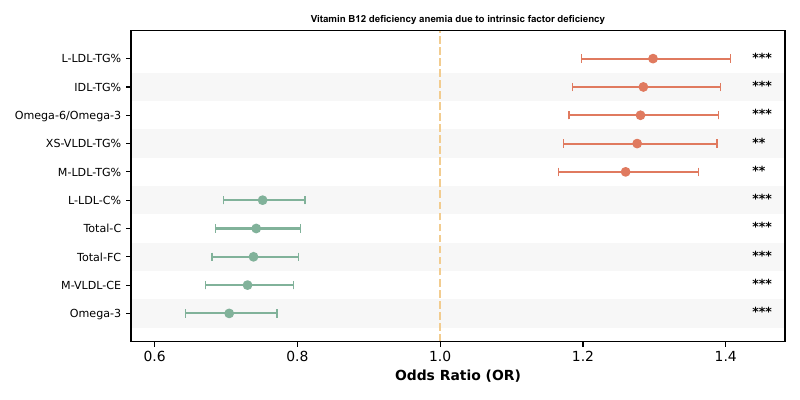 Vitamin B12 deficiency anemia due to intrinsic factor deficiency
L-LDL-TG% ***
IDL-TG% ***
Omega-6/Omega-3 ***
XS-VLDL-TG% **
M-LDL-TG% **
L-LDL-C% ***
Total-C ***
Total-FC ***
M-VLDL-CE ***
Omega-3 ***
0.6 0.8 1.0 1.2 1.4
Odds Ratio (OR)